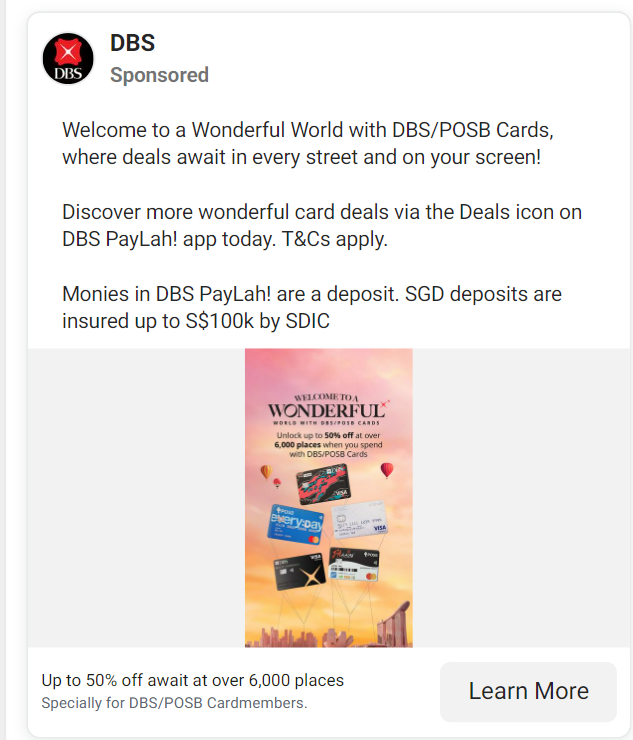 DBS
DBS
Sponsored
Welcome to a Wonderful World with DBS/POSB Cards,
where deals await in every street and on your screen!
Discover more wonderful card deals via the Deals icon on
DBS PayLah! app today. T&Cs apply.
Monies in DBS PayLah! are a deposit. SGD deposits are
insured up to S$100k by SDIC
WELCOME TO A
WONDERFUL
WORLD WITH DBS/POSB CARDS
Unlock up to 50% off at over
6,000 places when you spend
with DBS/POSB Cards
VISA
POSB
everyday
VISA
VISA
POSB
Up to 50% off await at over 6,000 places
Specially for DBS/POSB Cardmembers.
Learn More